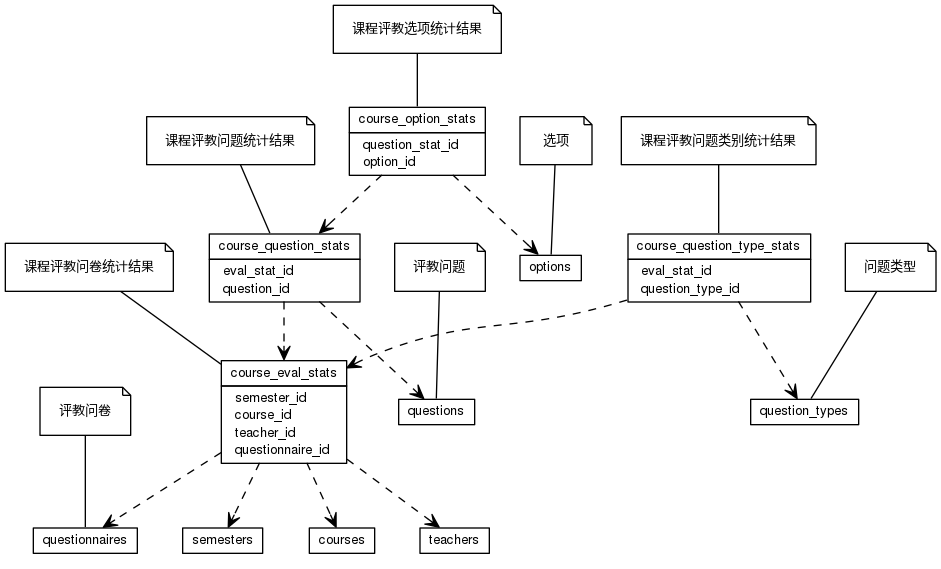 课程评教选项统计结果
course_option_stats
question_stat_id
option_id
课程评教问题统计结果
选项
课程评教问题类别统计结果
course_question_stats
eval_stat_id
question_id
课程评教问卷统计结果
评教问题
options
course_question_type_stats
eval_stat_id
question_type_id
问题类型
course_eval_stats
semester_id
course_id
teacher_id
questionnaire_id
评教问卷
questions
question_types
questionnaires
semesters
courses
teachers